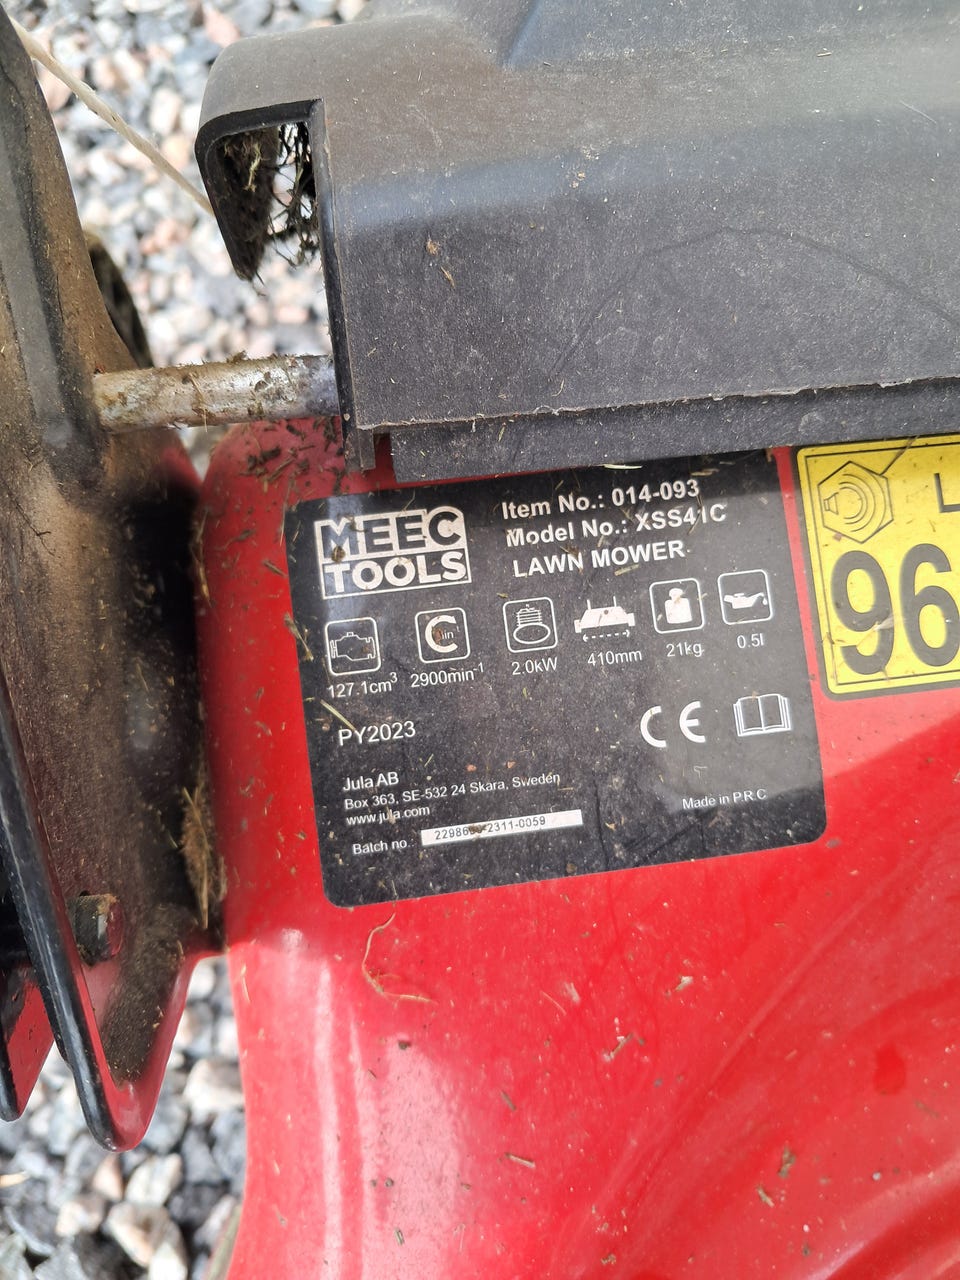 MEEC
TOOLS
Item No.: 014-093
Model No.: XSS41C
LAWN MOWER
min
127.1cm³
2900min⁻¹
2.0kW
410mm
21kg
0.5l
PY2023
CE
Jula AB
Box 363, SE-532 24 Skara, Sweden
www.jula.com
Made in P.R.C
Batch no.:
L
96